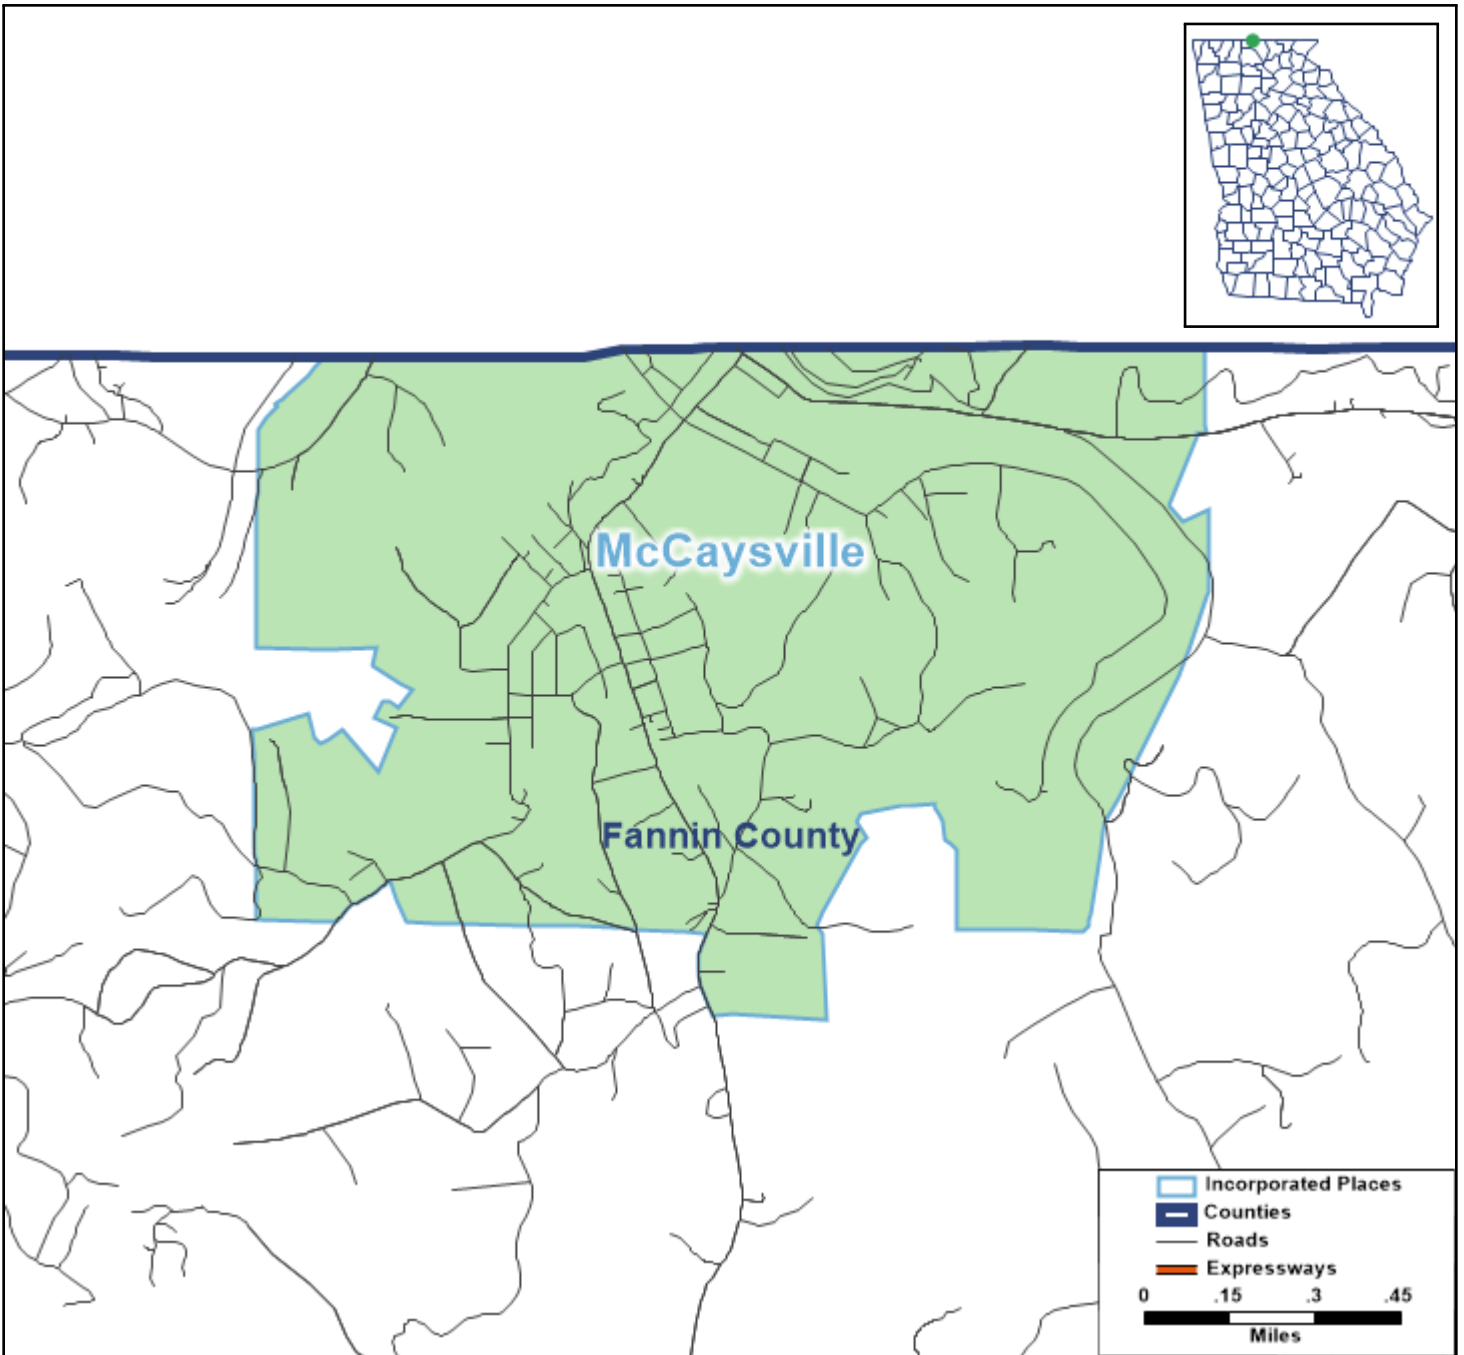 McCaysville
Fannin County
Incorporated Places
Counties
Roads
Expressways
0 .15 .3 .45
Miles